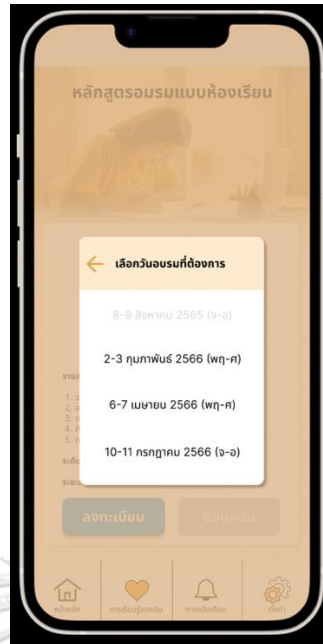 หลักสูตรอบรมแบบห้องเรียน
เลือกวันอบรมที่ต้องการ
8-9 สิงหาคม 2565 (จ-อ)
2-3 กุมภาพันธ์ 2566 (พฤ-ศ)
6-7 เมษายน 2566 (พฤ-ศ)
10-11 กรกฎาคม 2566 (จ-อ)
1.
2.
3.
4.
5.
ลงทะเบียน ย้อนกลับ
หน้าหลัก การเรียนรู้ของฉัน การแจ้งเตือน ตั้งค่า